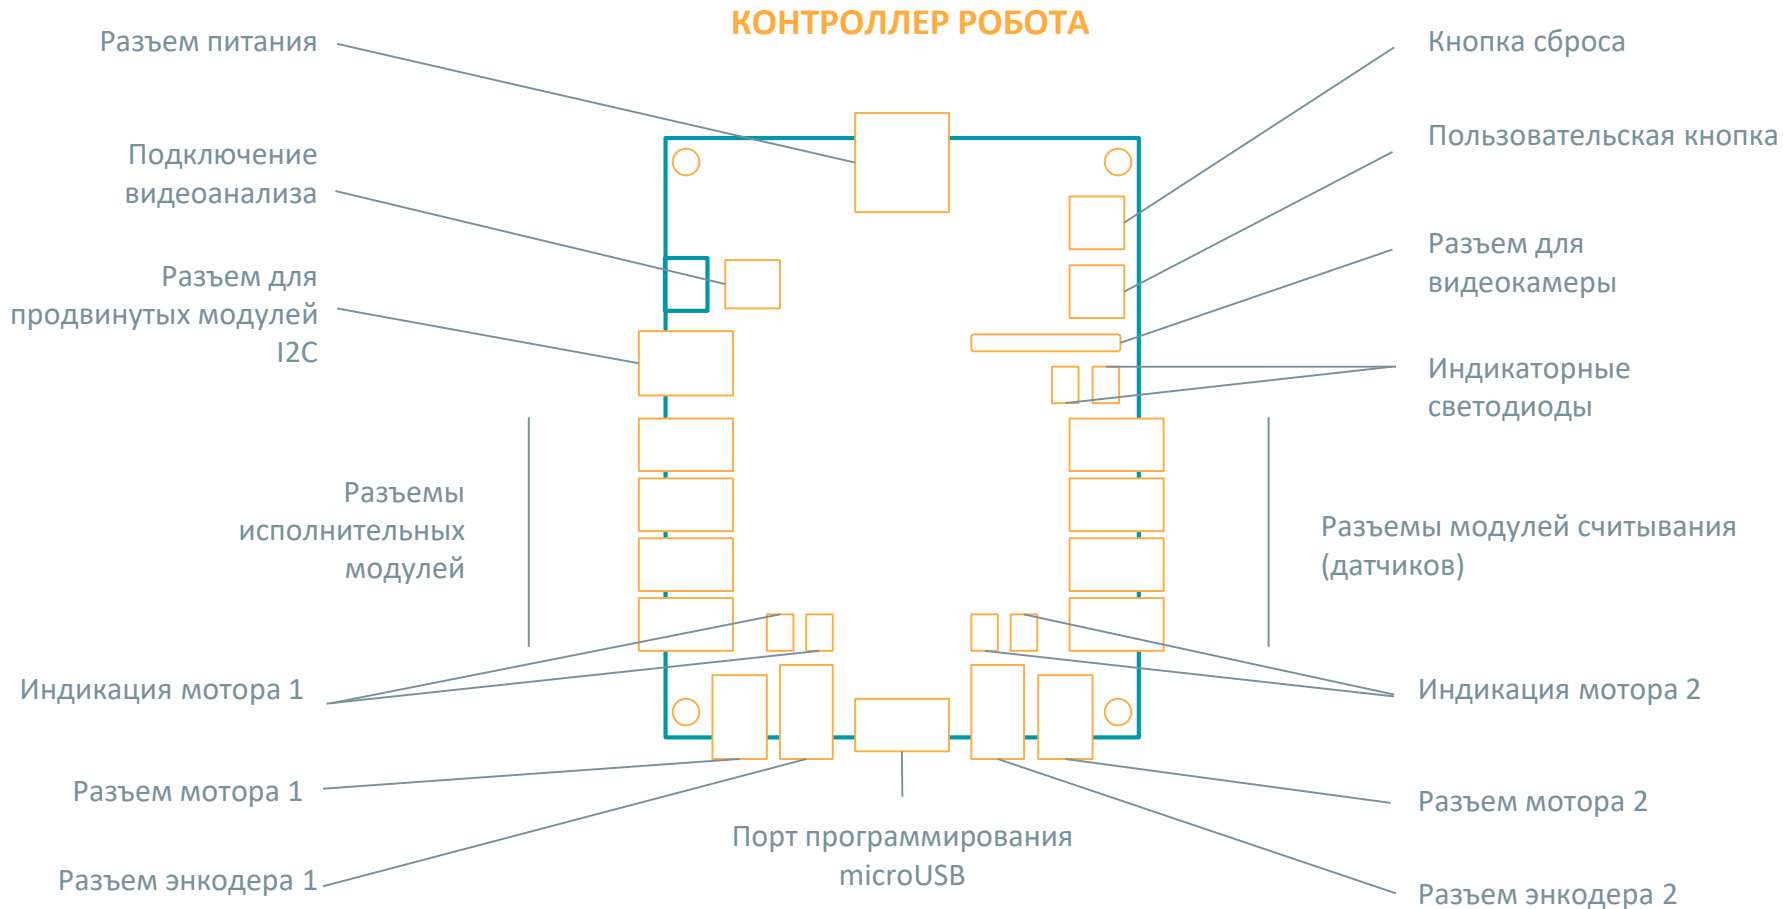 КОНТРОЛЛЕР РОБОТА
Разъем питания
Подключение
видеоанализа
Разъем для
продвинутых модулей
I2C
Разъемы
исполнительных
модулей
Индикация мотора 1
Разъем мотора 1
Разъем энкодера 1
Порт программирования
microUSB
Кнопка сброса
Пользовательская кнопка
Разъем для
видеокамеры
Индикаторные
светодиоды
Разъемы модулей считывания
(датчиков)
Индикация мотора 2
Разъем мотора 2
Разъем энкодера 2